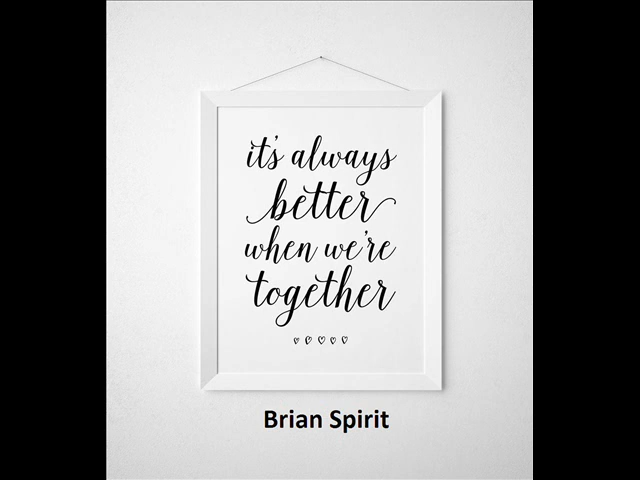 it's always
better
when we're
together
Brian Spirit